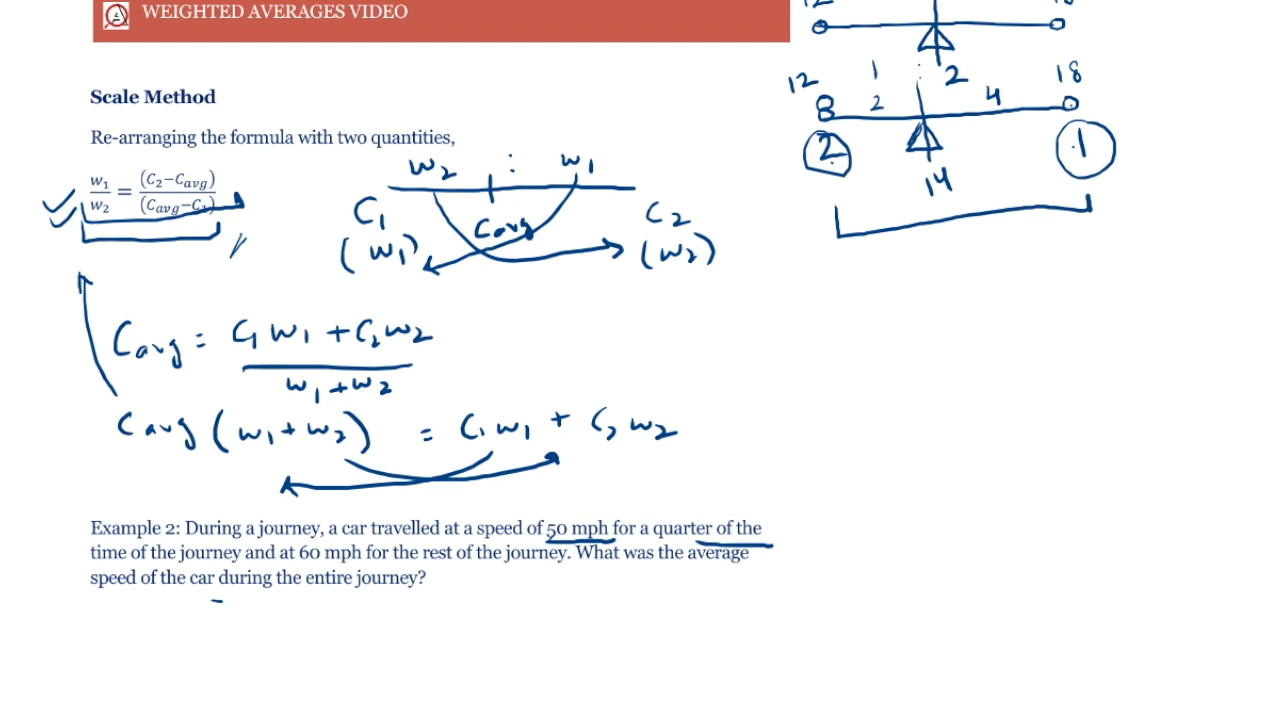 WEIGHTED AVERAGES VIDEO
12 1 2 18
8 2 4
2 1
14
Scale Method
Re-arranging the formula with two quantities,
w₂ : w₁
w₁/w₂ = (C₂−Cavg)/(Cavg−C₁)
C₁ Cavg C₂
(w₁) (w₂)
Cavg = C₁w₁ + C₂w₂
w₁+w₂
Cavg (w₁+w₂) = C₁w₁ + C₂w₂
Example 2: During a journey, a car travelled at a speed of 50 mph for a quarter of the
time of the journey and at 60 mph for the rest of the journey. What was the average
speed of the car during the entire journey?